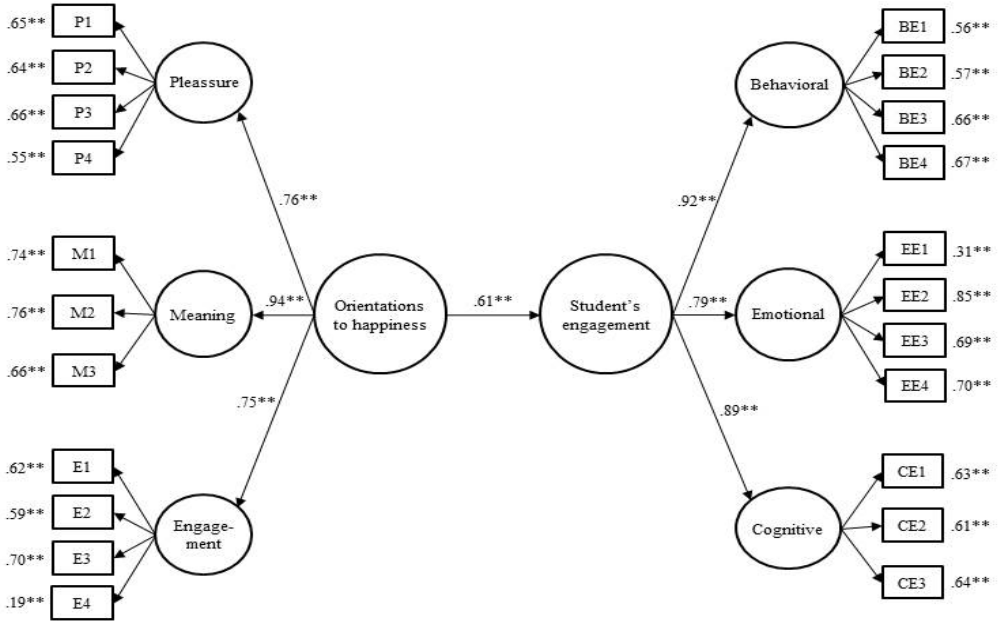 .65**
P1
.64**
P2
.66**
P3
.55**
P4
Pleassure
.76**
.74**
M1
.76**
M2
.66**
M3
Meaning
.94**
Orientations
to happiness
.75**
.62**
E1
.59**
E2
.70**
E3
.19**
E4
Engage-
ment
.61**
Student’s
engagement
.92**
Behavioral
BE1
.56**
BE2
.57**
BE3
.66**
BE4
.67**
.79**
Emotional
EE1
.31**
EE2
.85**
EE3
.69**
EE4
.70**
.89**
Cognitive
CE1
.63**
CE2
.61**
CE3
.64**